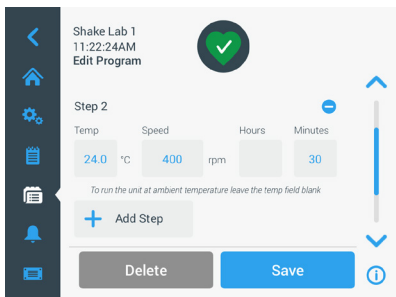 Shake Lab 1
11:22:24AM
Edit Program
Step 2
Temp Speed Hours Minutes
24.0 °C 400 rpm 30
To run the unit at ambient temperature leave the temp field blank
Add Step
Delete Save